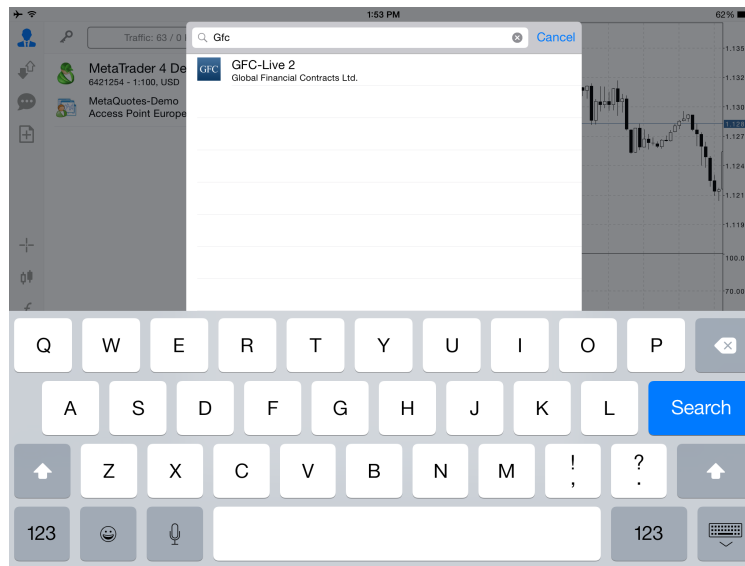 1:53 PM
62%
Traffic: 63 / 0
Gfc
Cancel
GFC
GFC-Live 2
Global Financial Contracts Ltd.
MetaTrader 4 De
6421254 - 1:100, USD
MetaQuotes-Demo
Access Point Europe
1.135
1.132
1.130
1.128
1.127
1.124
1.121
1.119
100.0
70.00
Q W E R T Y U I O P
A S D F G H J K L Search
Z X C V B N M ! , ? .
123 123